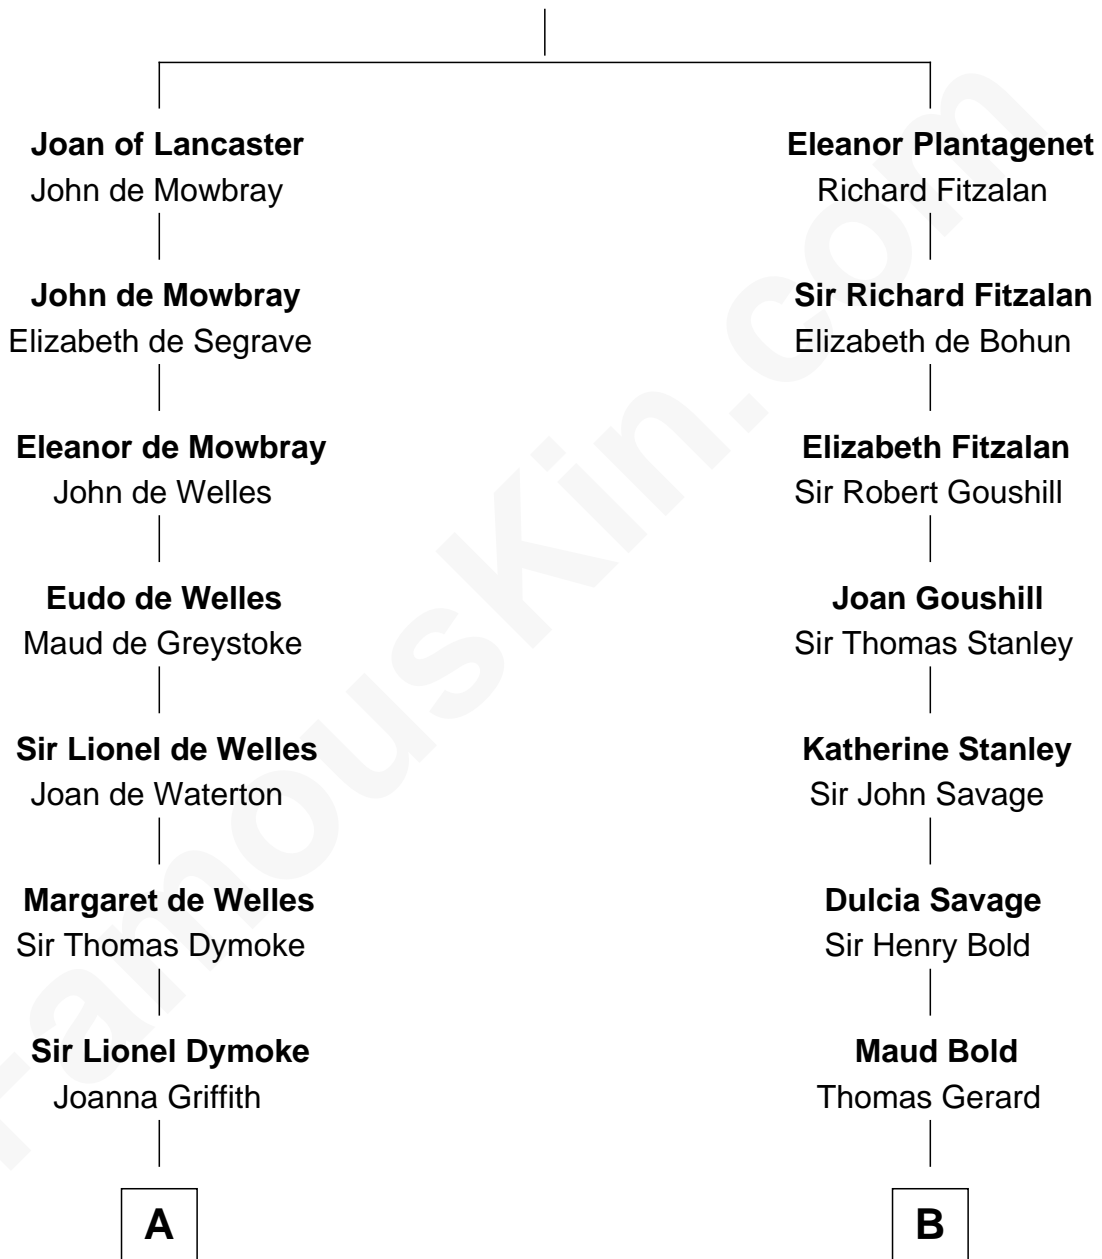 Joan of Lancaster
John de Mowbray
John de Mowbray
Elizabeth de Segrave
Eleanor de Mowbray
John de Welles
Eudo de Welles
Maud de Greystoke
Sir Lionel de Welles
Joan de Waterton
Margaret de Welles
Sir Thomas Dymoke
Sir Lionel Dymoke
Joanna Griffith
A
Eleanor Plantagenet
Richard Fitzalan
Sir Richard Fitzalan
Elizabeth de Bohun
Elizabeth Fitzalan
Sir Robert Goushill
Joan Goushill
Sir Thomas Stanley
Katherine Stanley
Sir John Savage
Dulcia Savage
Sir Henry Bold
Maud Bold
Thomas Gerard
B
FamousKin.com